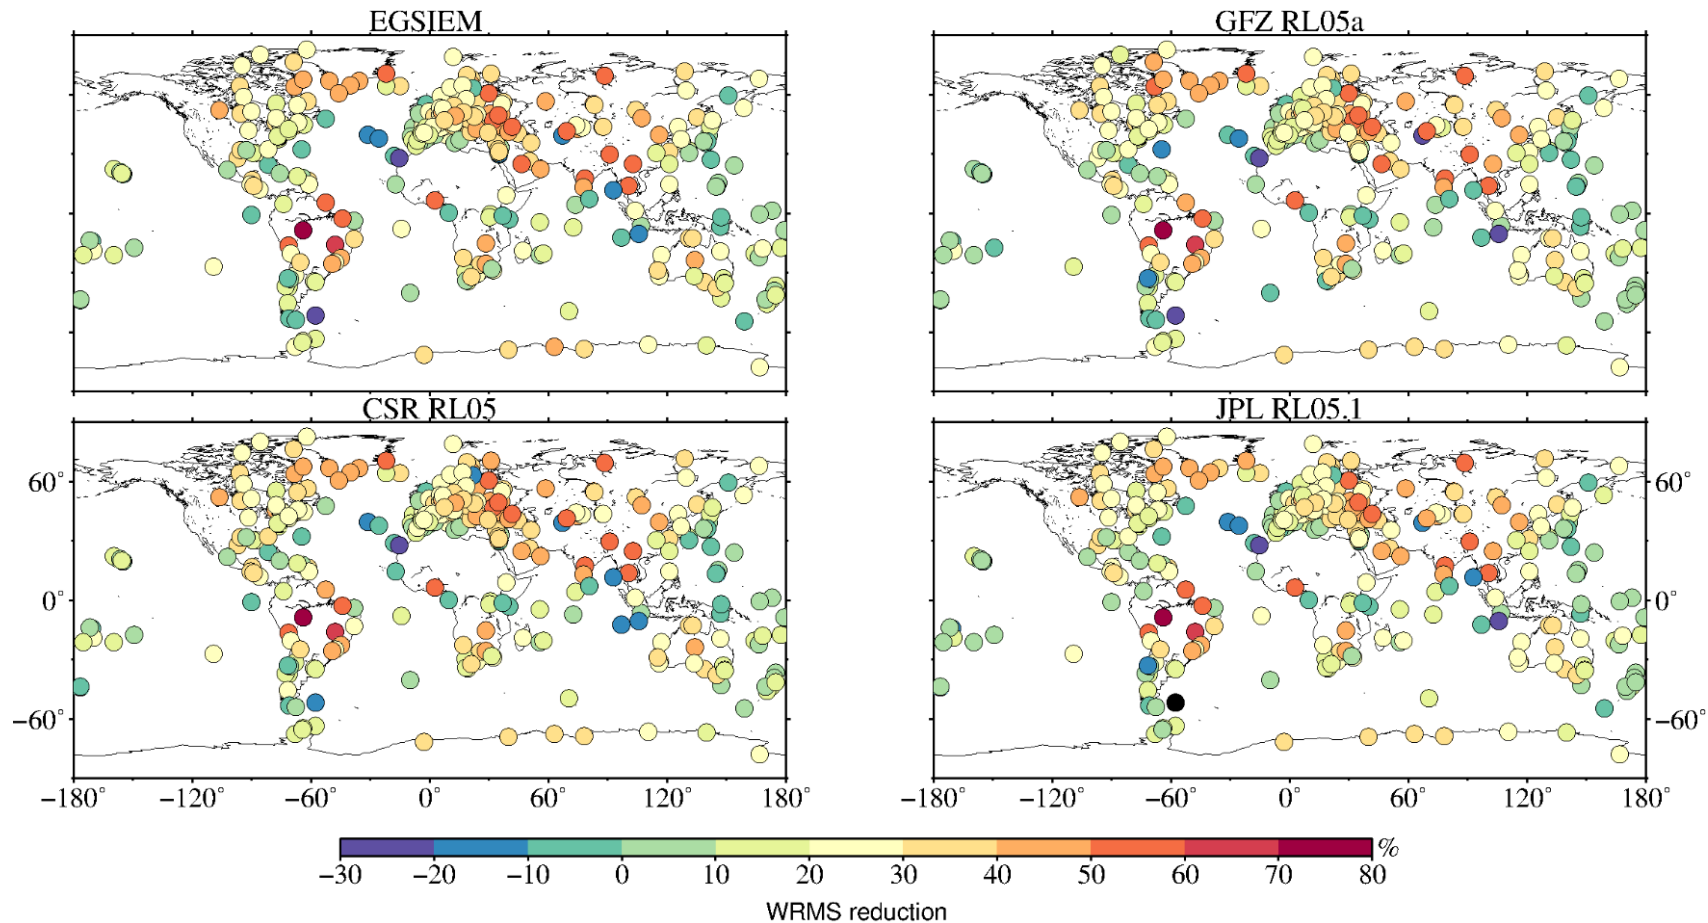 EGSIEM
GFZ RL05a
CSR RL05
JPL RL05.1
60°
0°
−60°
60°
0°
−60°
−180° −120° −60° 0° 60° 120° 180°
−180° −120° −60° 0° 60° 120° 180°
−30 −20 −10 0 10 20 30 40 50 60 70 80 %
WRMS reduction